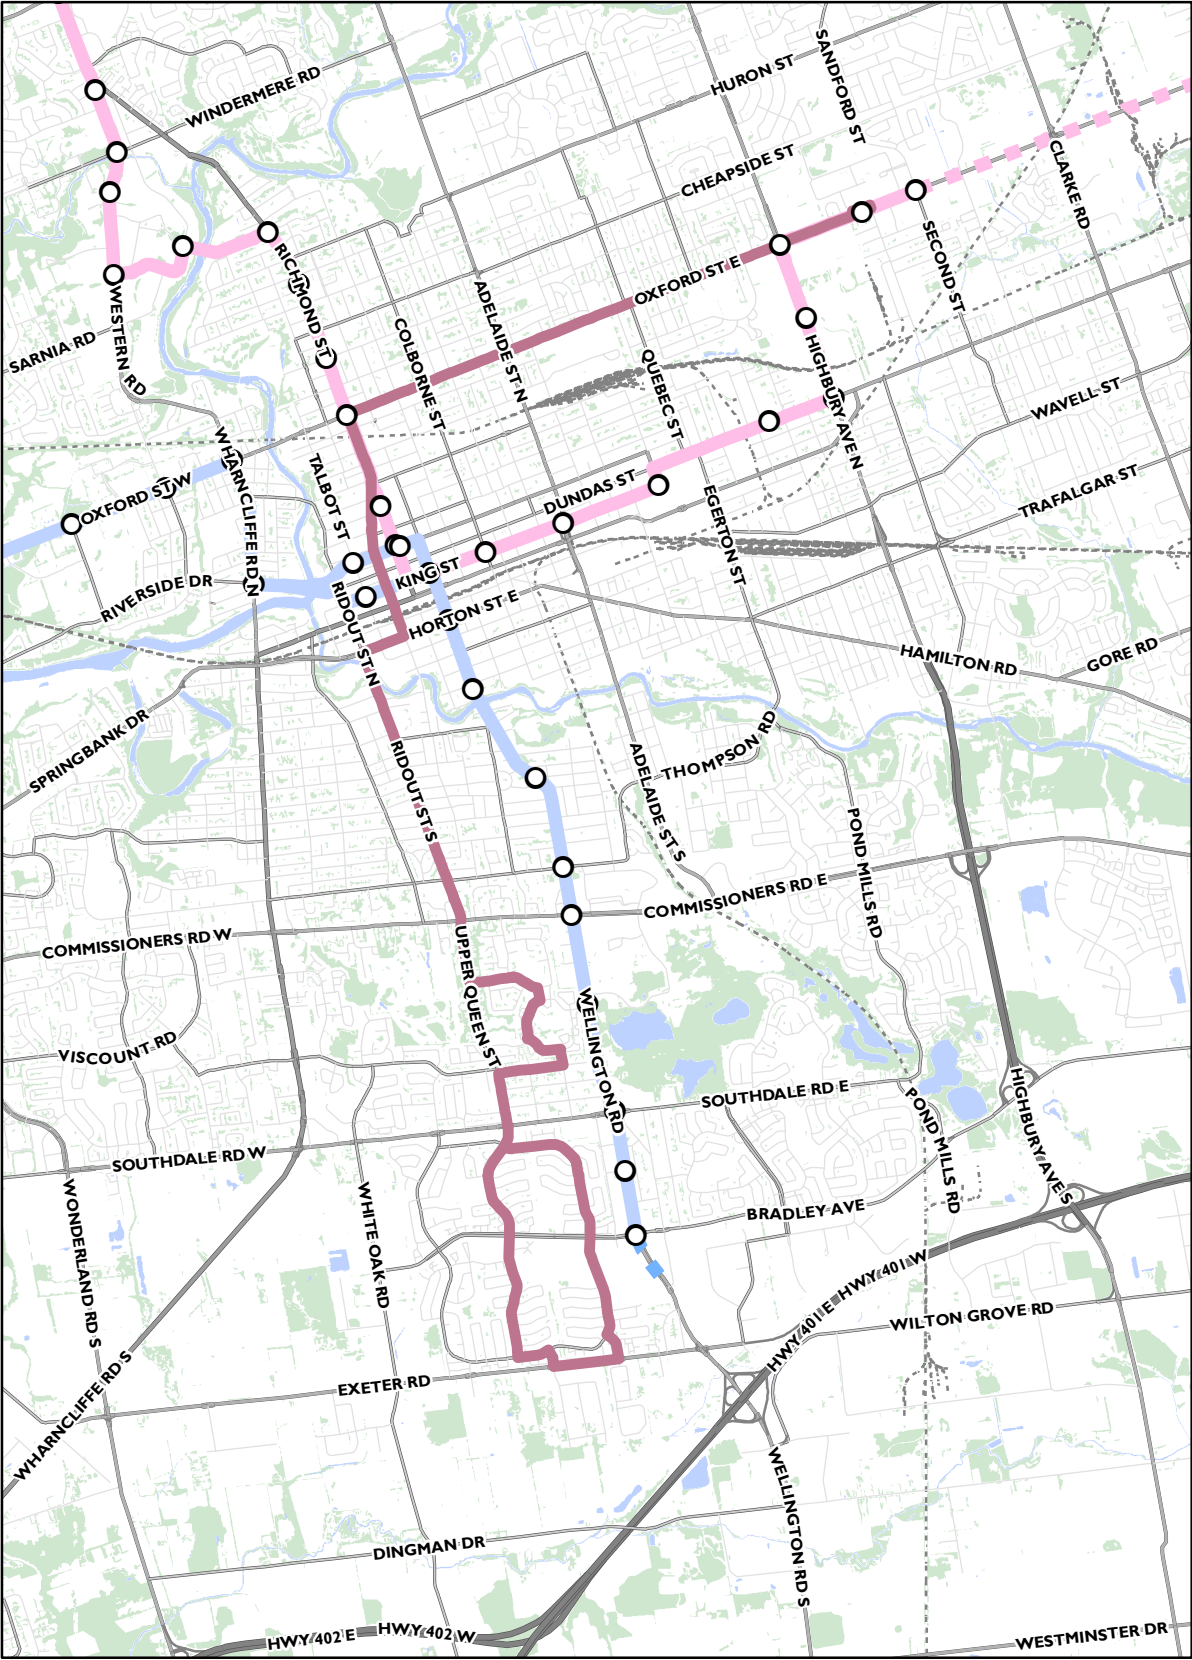 WINDERMERE RD
HURON ST
SANDFORD ST
CHEAPSIDE ST
CLARKE RD
RICHMOND ST
OXFORD ST E
SECOND ST
WESTERN RD
SARNIA RD
COLBORNE ST
ADELAIDE ST N
QUEBEC ST
HIGHBURY AVE N
WAVELL ST
WHARNCLIFFE RD N
TALBOT ST
OXFORD ST W
DUNDAS ST
EGERTON ST
TRAFALGAR ST
RIVERSIDE DR
KING ST
RIDOUT ST N
HORTON ST E
HAMILTON RD
GORE RD
SPRINGBANK DR
RIDOUT ST S
ADELAIDE ST S
THOMPSON RD
POND MILLS RD
COMMISSIONERS RD E
COMMISSIONERS RD W
UPPER QUEEN ST
WELLINGTON RD
VISCOUNT RD
SOUTHDALE RD E
POND MILLS RD
HIGHBURY AVE S
SOUTHDALE RD W
WONDERLAND RD S
WHITE OAK RD
BRADLEY AVE
HWY 401 W
HWY 401 E
WILTON GROVE RD
WHARNCLIFFE RD S
EXETER RD
WELLINGTON RD S
DINGMAN DR
HWY 402 E
HWY 402 W
WESTMINSTER DR